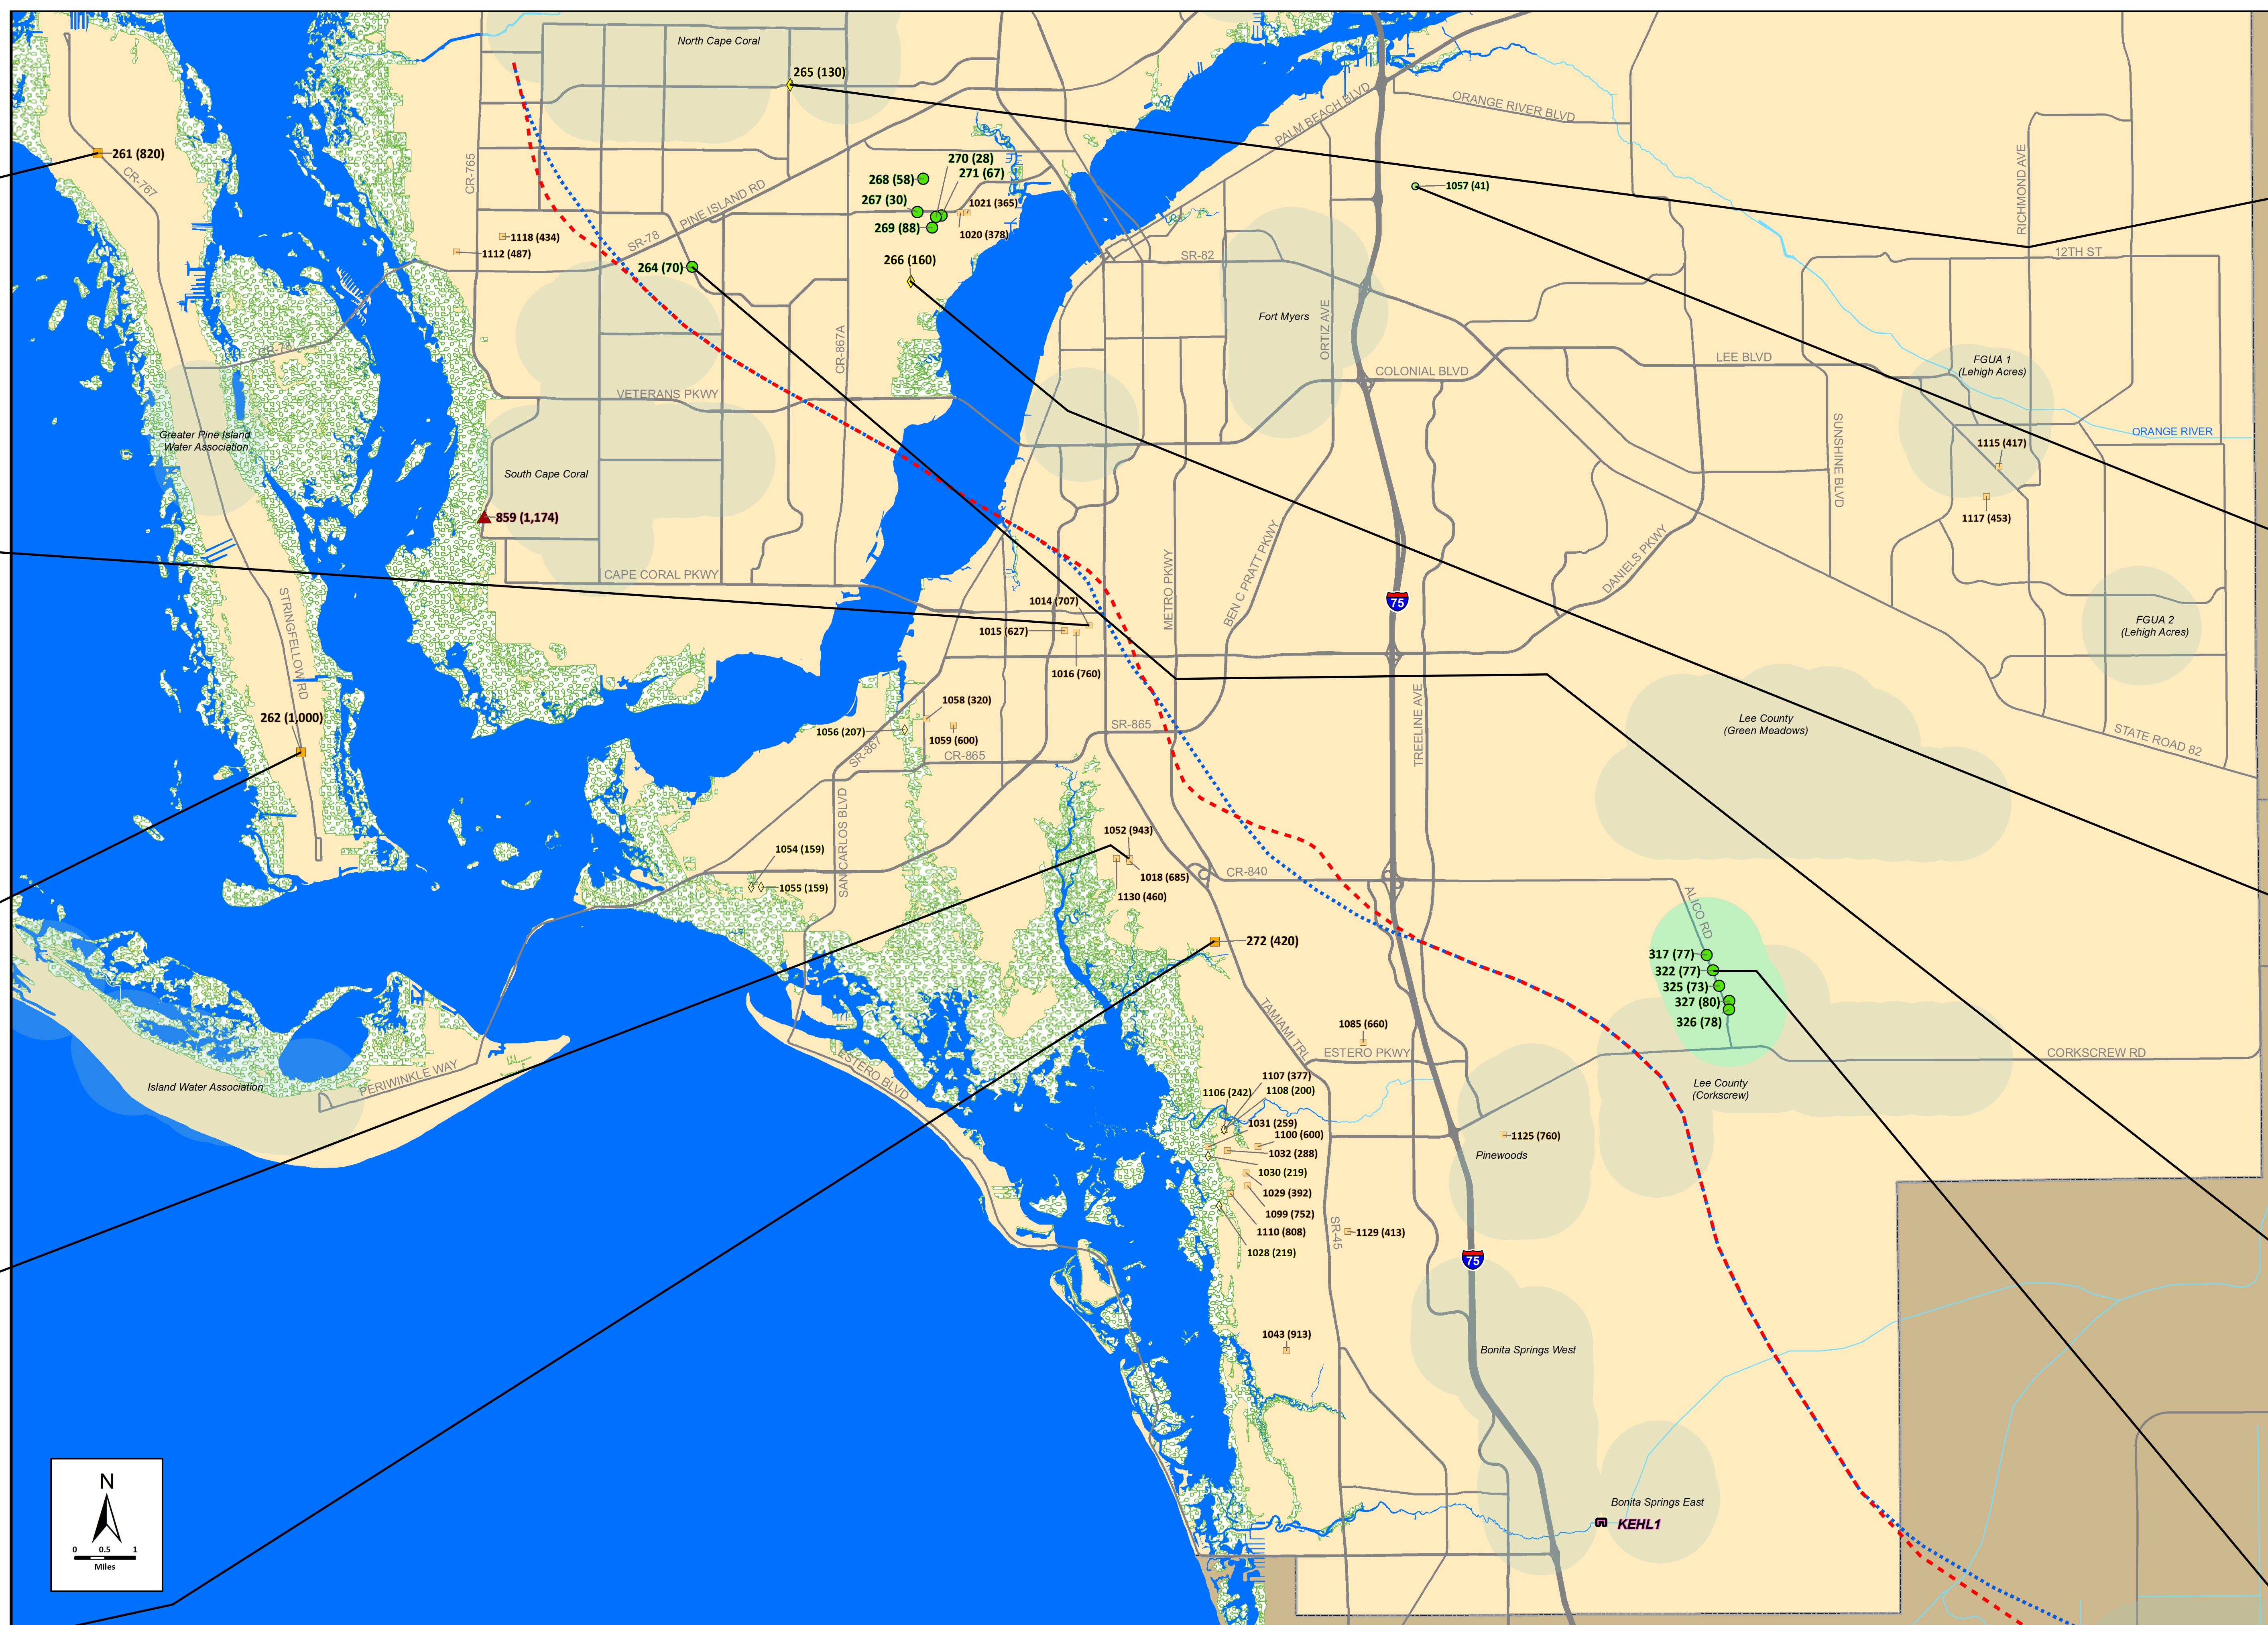 North Cape Coral
265 (130)
ORANGE RIVER BLVD
PALM BEACH BLVD
261 (820)
CR-767
CR-765
270 (28)
271 (67)
268 (58)
267 (30)
269 (88)
1021 (365)
1020 (378)
1057 (41)
RICHMOND AVE
PINE ISLAND RD
SR-78
1118 (434)
1112 (487)
264 (70)
266 (160)
SR-82
12TH ST
Fort Myers
ORTIZ AVE
CR-867A
LEE BLVD
COLONIAL BLVD
FGUA 1
(Lehigh Acres)
VETERANS PKWY
Greater Pine Island
Water Association
SUNSHINE BLVD
ORANGE RIVER
1115 (417)
South Cape Coral
859 (1,174)
1117 (453)
CAPE CORAL PKWY
METRO PKWY
BEN C PRATT PKWY
DANIELS PKWY
75
STRINGFELLOW RD
1014 (707)
1015 (627)
1016 (760)
FGUA 2
(Lehigh Acres)
262 (1,000)
1058 (320)
1056 (207)
1059 (600)
SR-867
CR-865
SR-865
TREELINE AVE
Lee County
(Green Meadows)
STATE ROAD 82
SAN CARLOS BLVD
1052 (943)
1054 (159)
1055 (159)
1018 (685)
1130 (460)
CR-840
ALICO RD
272 (420)
317 (77)
322 (77)
325 (73)
327 (80)
326 (78)
TAMIAMI TRL
1085 (660)
ESTERO PKWY
CORKSCREW RD
ESTERO BLVD
PERIWINKLE WAY
Island Water Association
1107 (377)
1106 (242)
1108 (200)
Lee County
(Corkscrew)
1031 (259)
1100 (600)
1032 (288)
1125 (760)
Pinewoods
1030 (219)
1029 (392)
1099 (752)
1110 (808)
1129 (413)
SR-45
1028 (219)
75
1043 (913)
Bonita Springs West
Bonita Springs East
KEHL1
N
0 0.5 1
Miles